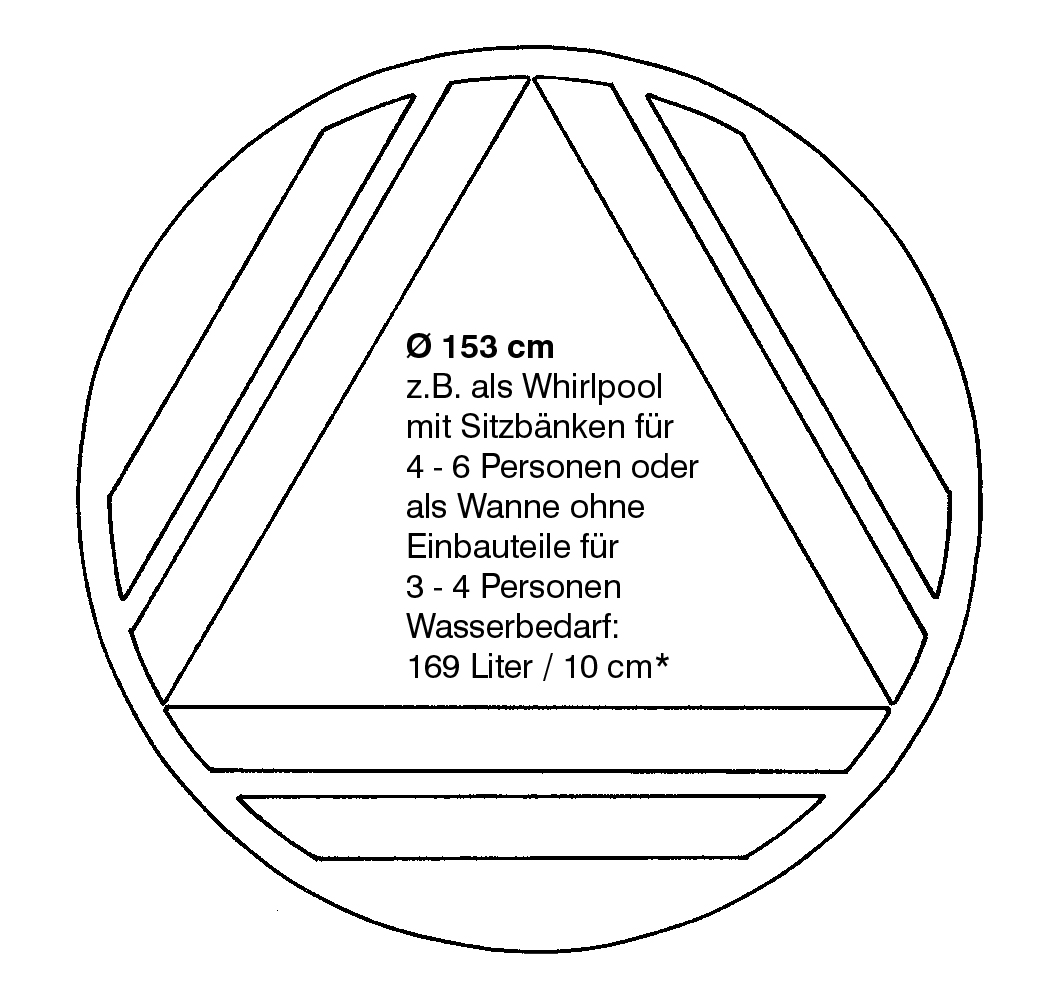 Ø 153 cm
z.B. als Whirlpool
mit Sitzbänken für
4 - 6 Personen oder
als Wanne ohne
Einbauteile für
3 - 4 Personen
Wasserbedarf:
169 Liter / 10 cm*